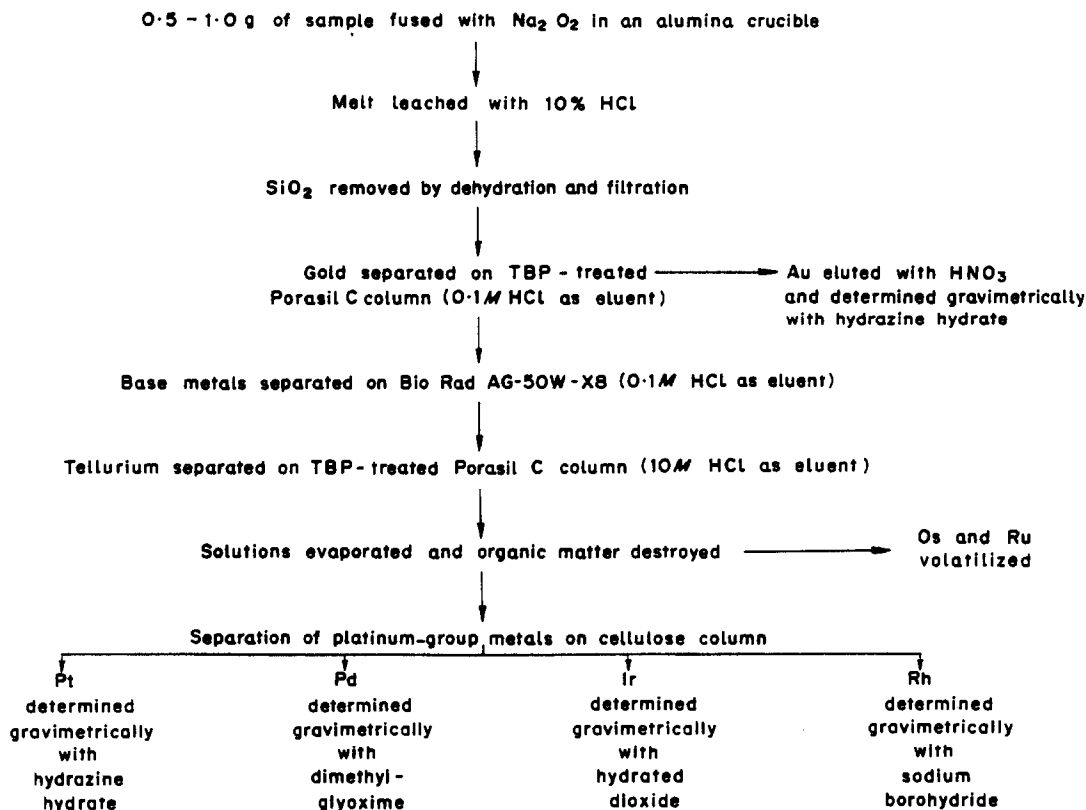 0·5 - 1·0 g of sample fused with Na₂O₂ in an alumina crucible
Melt leached with 10% HCl
SiO₂ removed by dehydration and filtration
Gold separated on TBP - treated
Porasil C column (0·1M HCl as eluent)
Au eluted with HNO₃
and determined gravimetrically
with hydrazine hydrate
Base metals separated on Bio Rad AG-50W-X8 (0·1M HCl as eluent)
Tellurium separated on TBP-treated Porasil C column (10M HCl as eluent)
Solutions evaporated and organic matter destroyed
Os and Ru
volatilized
Separation of platinum-group metals on cellulose column
Pt
determined
gravimetrically
with
hydrazine
hydrate
Pd
determined
gravimetrically
with
dimethyl-
glyoxime
Ir
determined
gravimetrically
with
hydrated
dioxide
Rh
determined
gravimetrically
with
sodium
borohydride